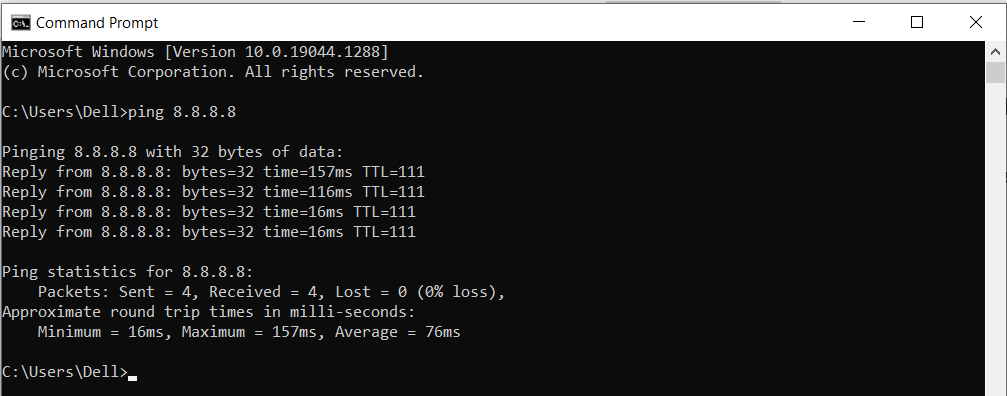 Command Prompt
Microsoft Windows [Version 10.0.19044.1288]
(c) Microsoft Corporation. All rights reserved.
C:\Users\Dell>ping 8.8.8.8
Pinging 8.8.8.8 with 32 bytes of data:
Reply from 8.8.8.8: bytes=32 time=157ms TTL=111
Reply from 8.8.8.8: bytes=32 time=116ms TTL=111
Reply from 8.8.8.8: bytes=32 time=16ms TTL=111
Reply from 8.8.8.8: bytes=32 time=16ms TTL=111
Ping statistics for 8.8.8.8:
    Packets: Sent = 4, Received = 4, Lost = 0 (0% loss),
Approximate round trip times in milli-seconds:
    Minimum = 16ms, Maximum = 157ms, Average = 76ms
C:\Users\Dell>